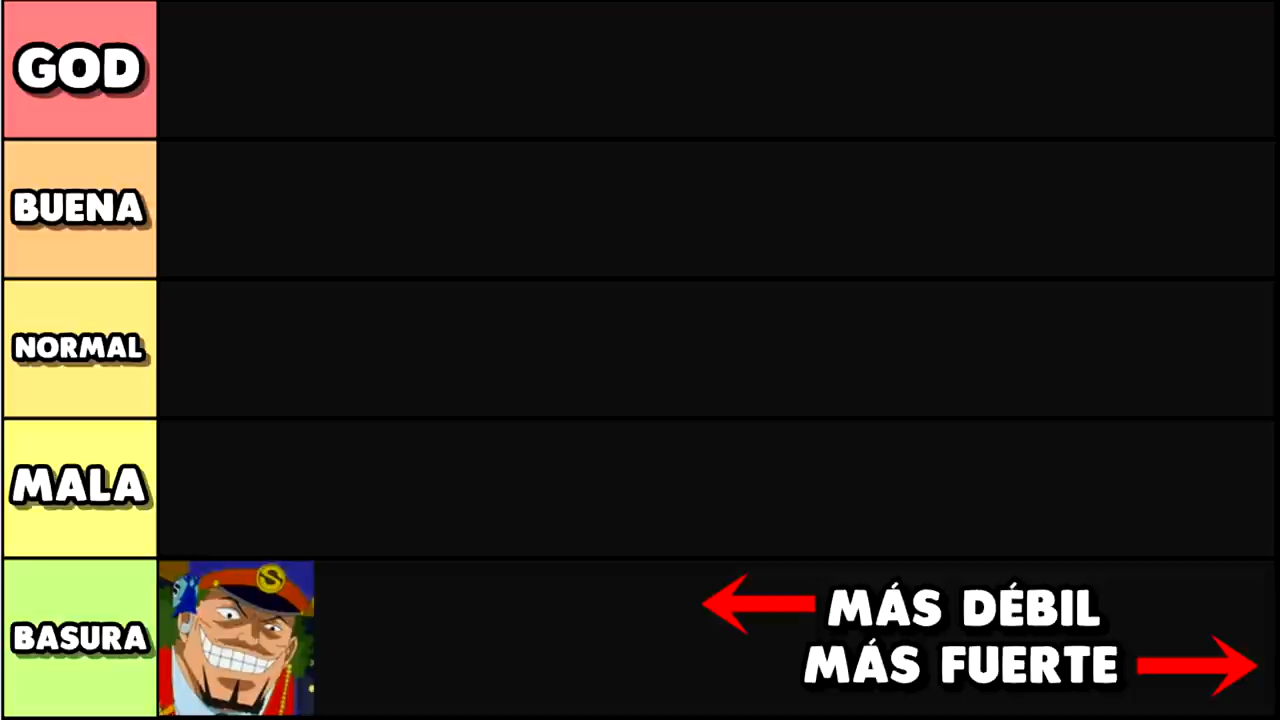 GOD
BUENA
NORMAL
MALA
BASURA
S
MÁS DÉBIL
MÁS FUERTE